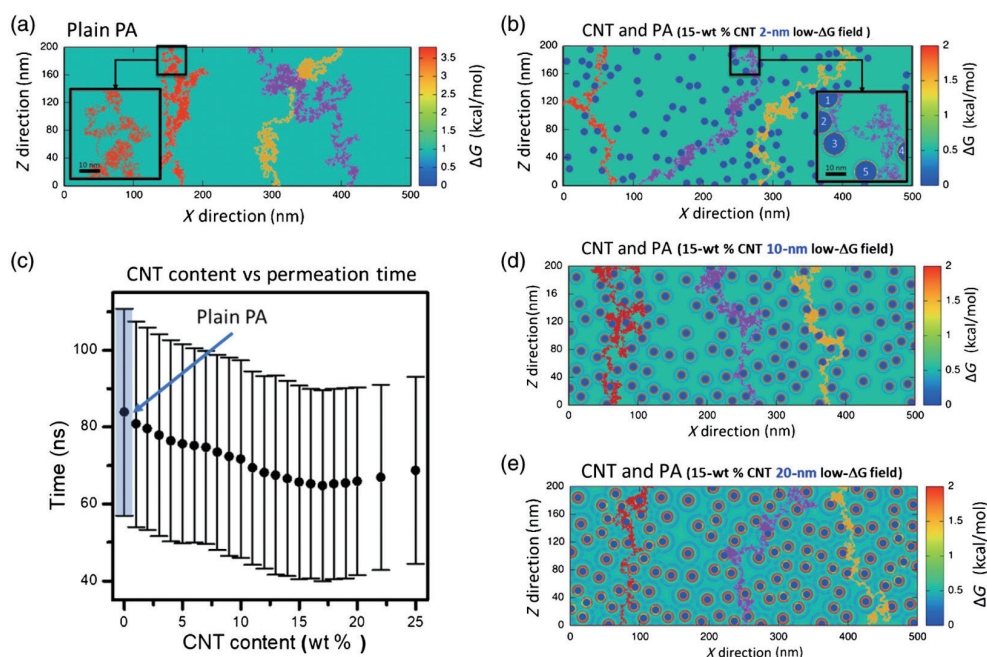 (a)
Plain PA
Z direction (nm)
200
160
120
80
40
0
10 nm
0 100 200 300 400 500
X direction (nm)
3.5
3
2.5
2
1.5
1
0.5
0
ΔG (kcal/mol)
(b)
CNT and PA (15-wt % CNT 2-nm low-ΔG field )
Z direction (nm)
200
160
120
80
40
0
1
2
3
4
5
10 nm
0 100 200 300 400 500
X direction (nm)
2
1.5
1
0.5
0
ΔG (kcal/mol)
(c)
CNT content vs permeation time
Plain PA
Time (ns)
100
80
60
40
0 5 10 15 20 25
CNT content (wt %)
(d)
CNT and PA (15-wt % CNT 10-nm low-ΔG field)
Z direction(nm)
200
160
120
80
40
0
0 100 200 300 400 500
X direction (nm)
2
1.5
1
0.5
0
ΔG (kcal/mol)
(e)
CNT and PA (15-wt % CNT 20-nm low-ΔG field)
Z direction (nm)
200
160
120
80
40
0
0 100 200 300 400 500
X direction (nm)
2
1.5
1
0.5
0
ΔG (kcal/mol)